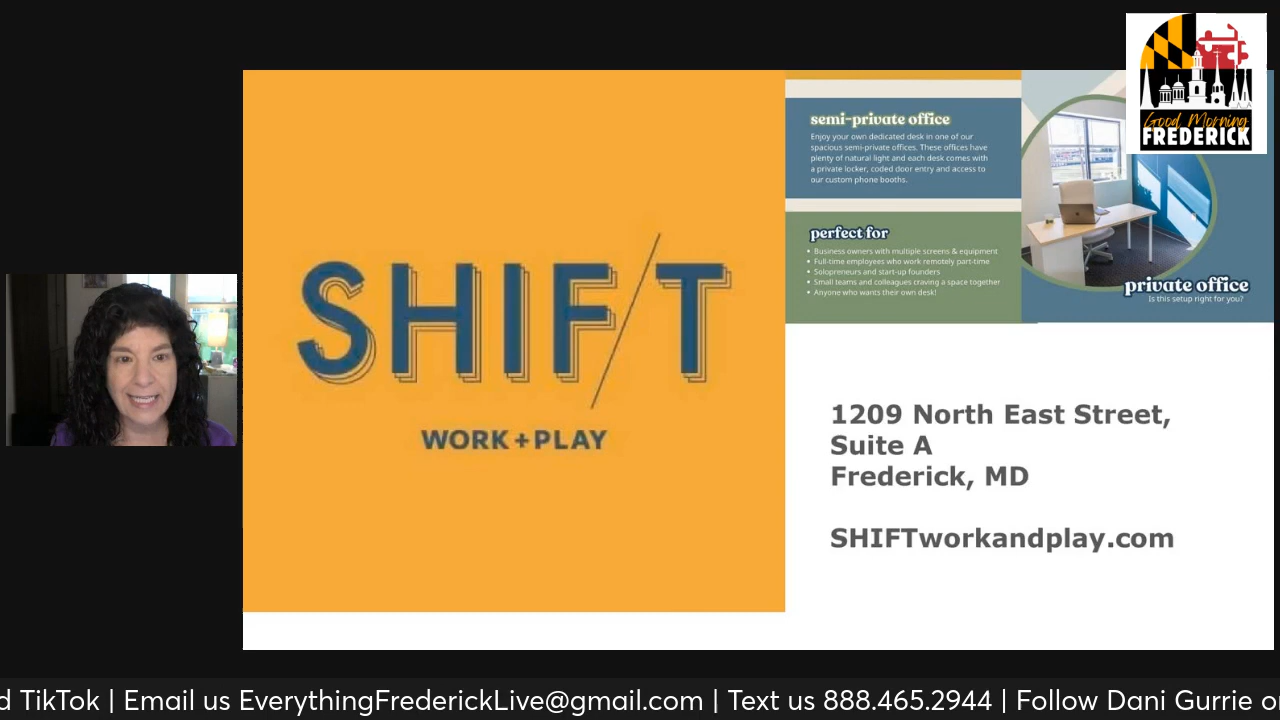 Good Morning
FREDERICK
semi-private office
Enjoy your own dedicated desk in one of our
spacious semi-private offices. These offices have
plenty of natural light and each desk comes with
a private locker, coded door entry and access to
our custom phone booths.
perfect for
• Business owners with multiple screens & equipment
• Full-time employees who work remotely part-time
• Solopreneurs and start-up founders
• Small teams and colleagues craving a space together
• Anyone who wants their own desk!
private office
Is this setup right for you?
SHIF/T
WORK + PLAY
1209 North East Street,
Suite A
Frederick, MD
SHIFTworkandplay.com
d TikTok | Email us EverythingFrederickLive@gmail.com | Text us 888.465.2944 | Follow Dani Gurrie o